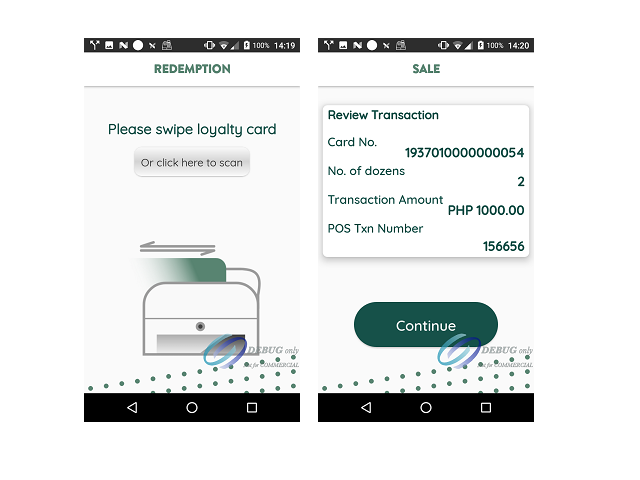 100% 14:19
REDEMPTION
Please swipe loyalty card
Or click here to scan
DEBUG only
Not for COMMERCIAL
100% 14:20
SALE
Review Transaction
Card No.
1937010000000054
No. of dozens
2
Transaction Amount
PHP 1000.00
POS Txn Number
156656
Continue
DEBUG only
Not for COMMERCIAL